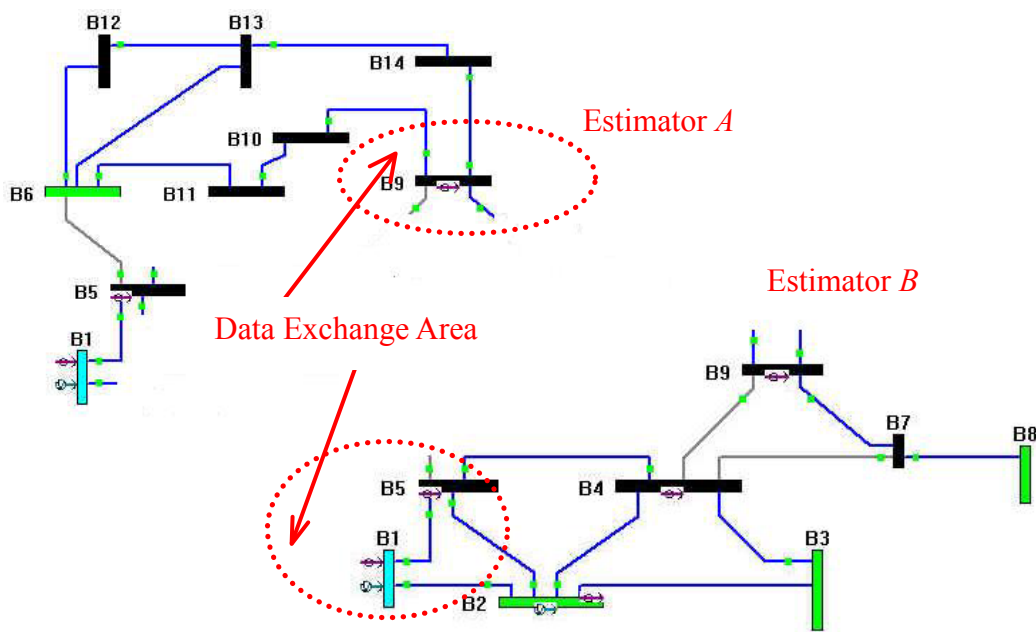 B12
B13
B14
Estimator A
B10
B9
B6
B11
B5
Estimator B
Data Exchange Area
B1
B9
B7
B8
B5
B4
B1
B3
B2